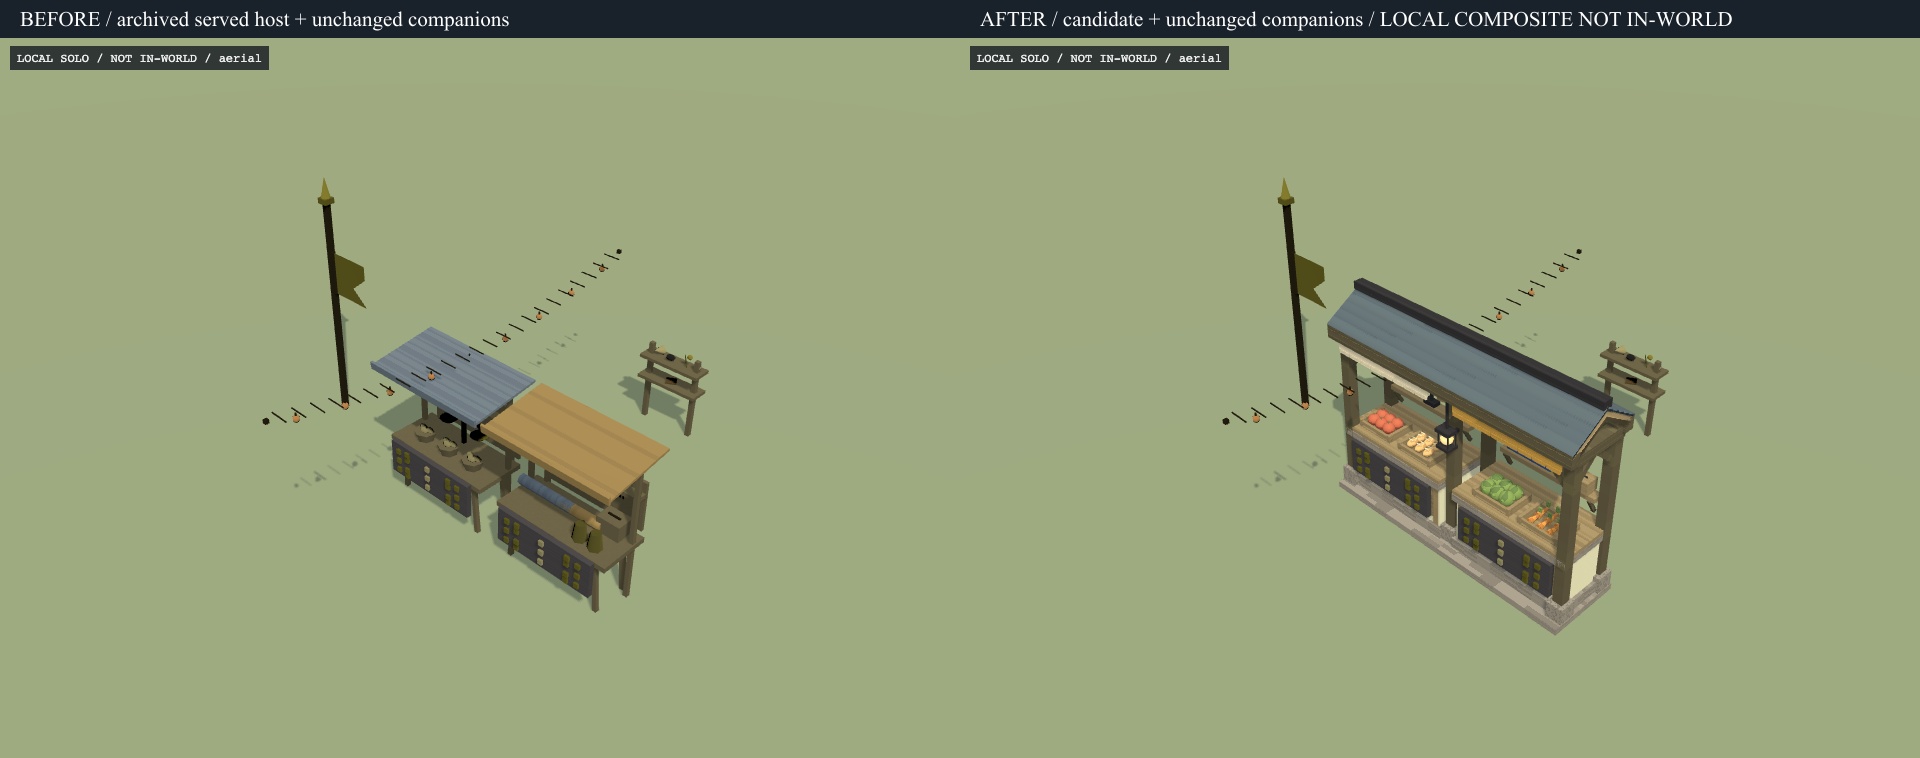 BEFORE / archived served host + unchanged companions
AFTER / candidate + unchanged companions / LOCAL COMPOSITE NOT IN-WORLD
LOCAL SOLO / NOT IN-WORLD / aerial
LOCAL SOLO / NOT IN-WORLD / aerial